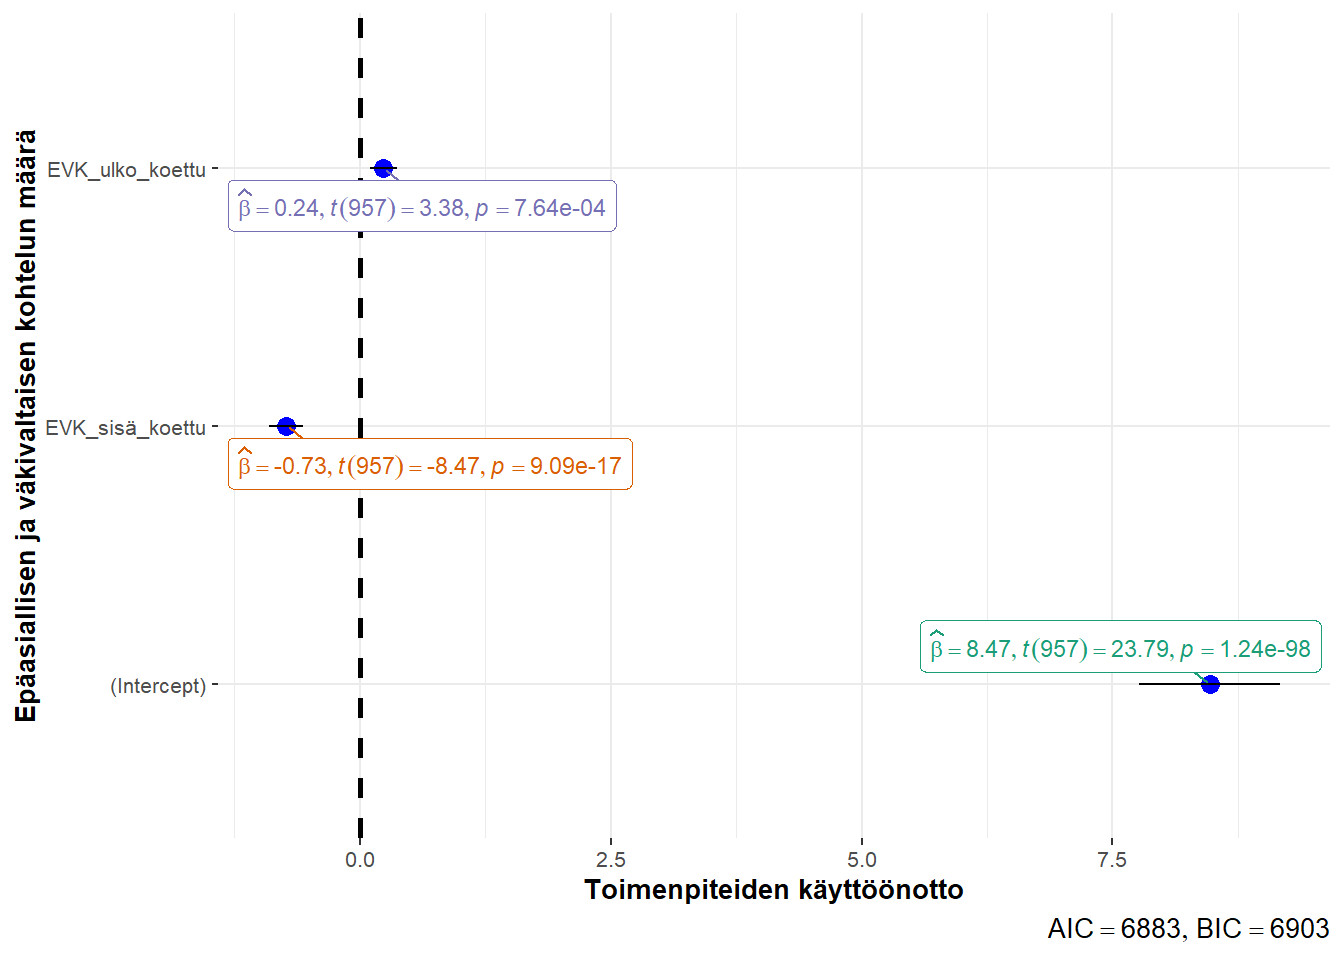 Epäasiallisen ja väkivaltaisen kohtelun määrä
EVK_ulko_koettu
β̂ = 0.24, t(957) = 3.38, p = 7.64e-04
EVK_sisä_koettu
β̂ = -0.73, t(957) = -8.47, p = 9.09e-17
β̂ = 8.47, t(957) = 23.79, p = 1.24e-98
(Intercept)
0.0 2.5 5.0 7.5
Toimenpiteiden käyttöönotto
AIC = 6883, BIC = 6903